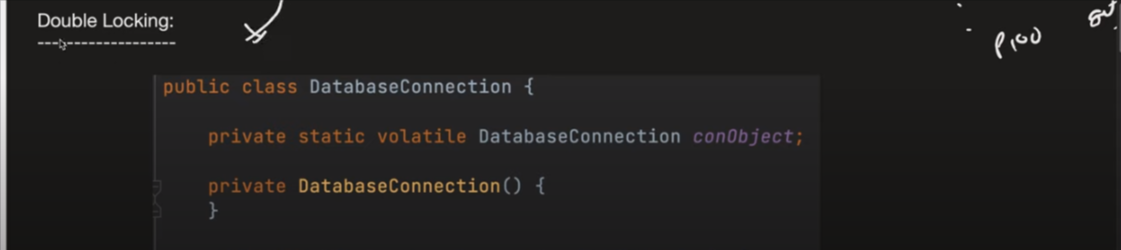 Double Locking:
-----------------
public class DatabaseConnection {
private static volatile DatabaseConnection conObject;
private DatabaseConnection() {
}